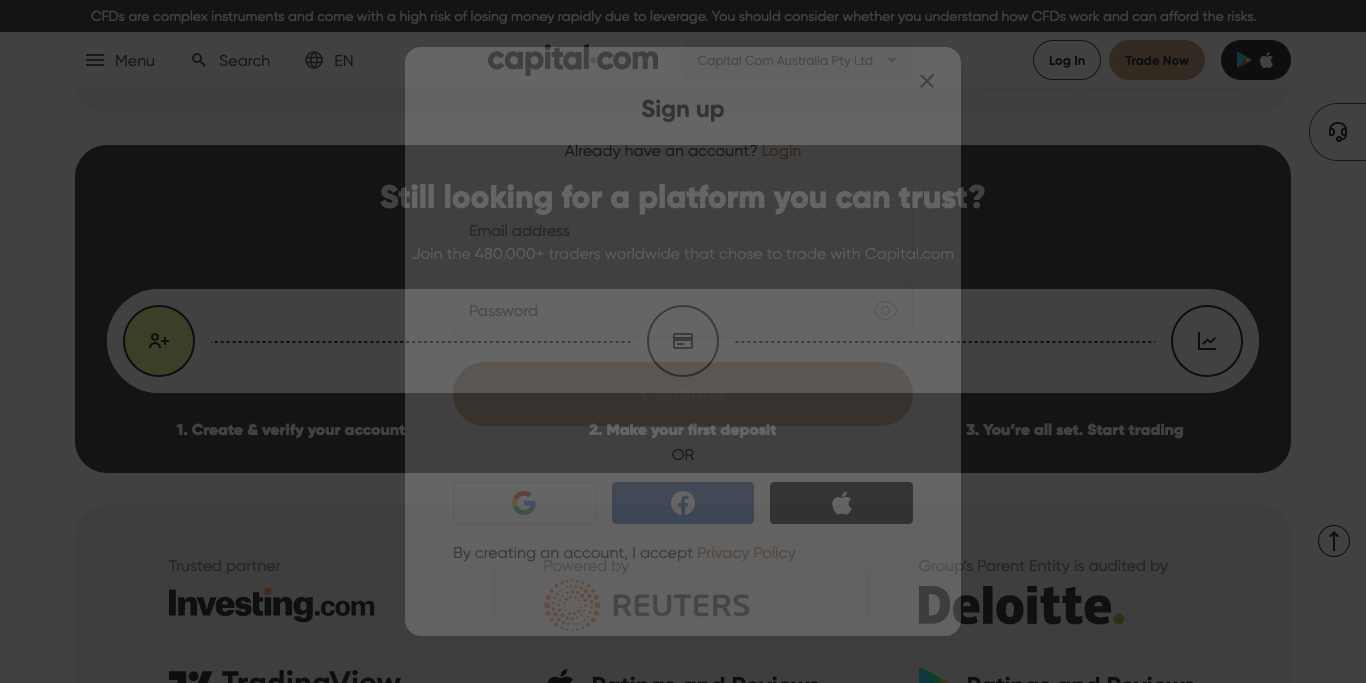 CFDs are complex instruments and come with a high risk of losing money rapidly due to leverage. You should consider whether you understand how CFDs work and can afford the risks.
Menu
Search
EN
capital.com
Capital Com Australia Pty Ltd
Log In
Trade Now
Sign up
Already have an account? Login
Still looking for a platform you can trust?
Email address
Join the 480.000+ traders worldwide that chose to trade with Capital.com
Password
Continue
1. Create & verify your account
2. Make your first deposit
3. You're all set. Start trading
OR
By creating an account, I accept Privacy Policy
Trusted partner
Powered by
Group's Parent Entity is audited by
Investing.com
REUTERS
Deloitte.
TradingView
Ratings and Reviews
Ratings and Reviews